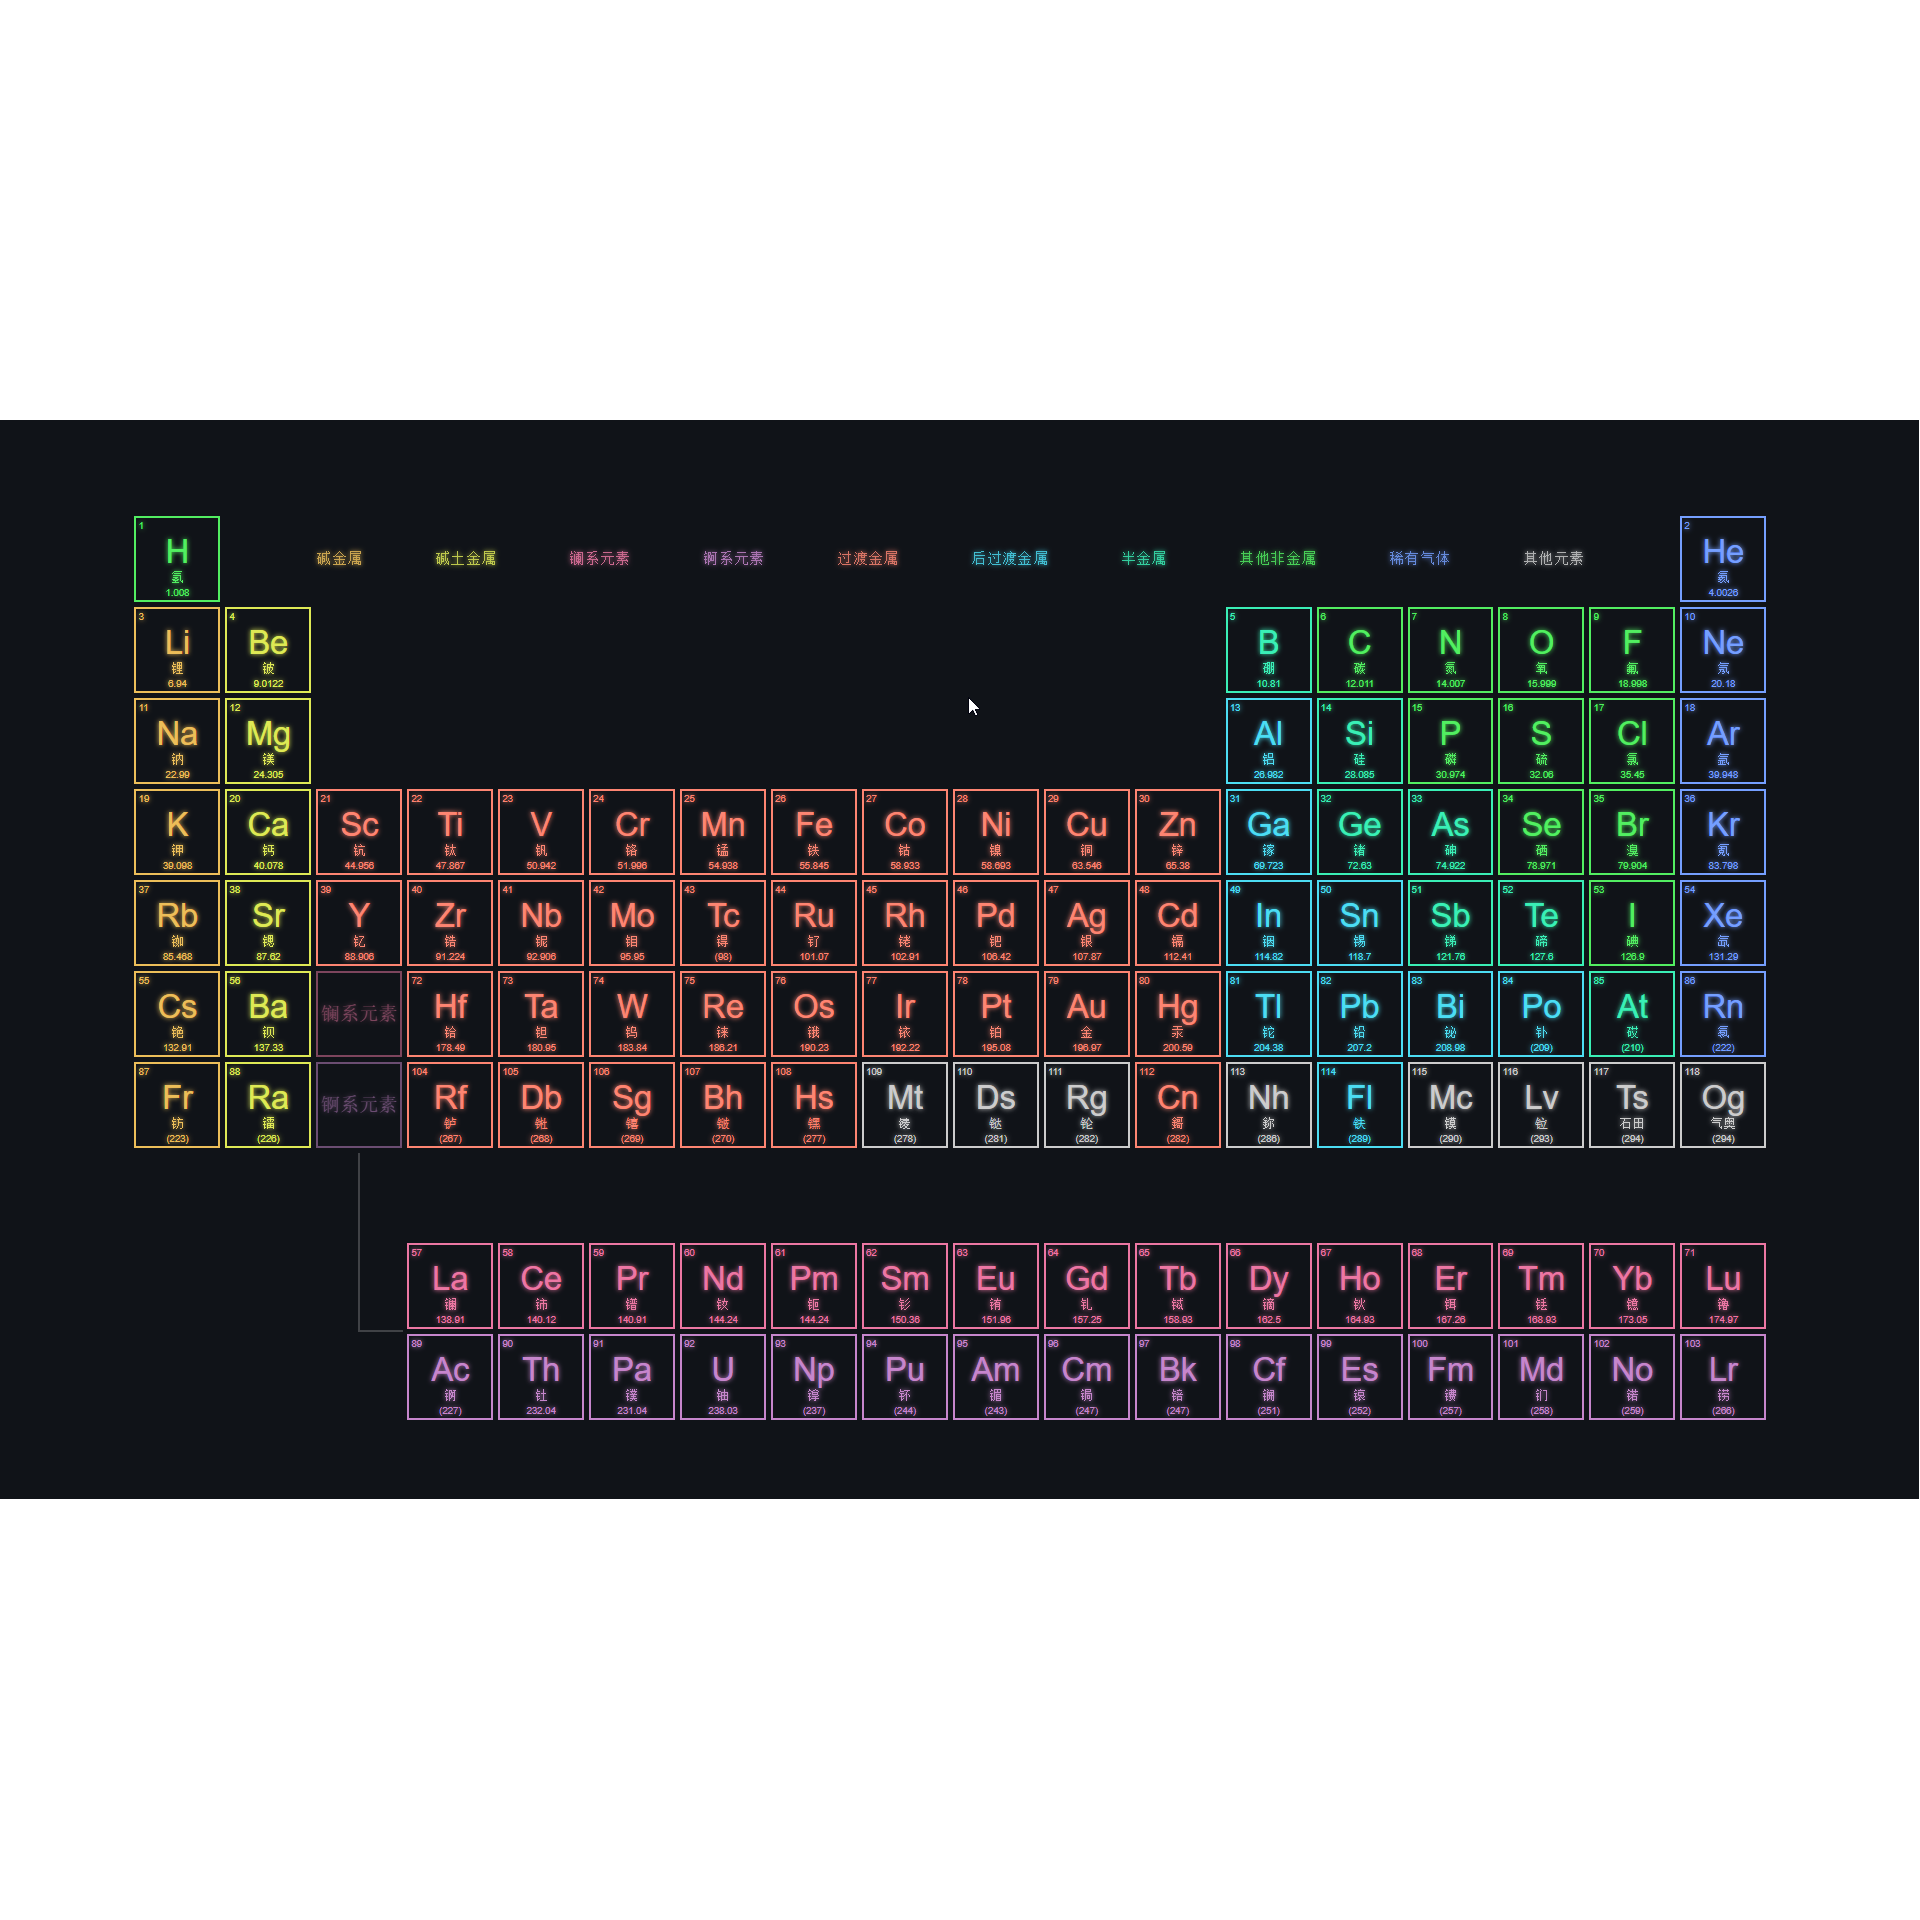 1 2
H 碱金属 碱土金属 镧系元素 锕系元素 过渡金属 后过渡金属 半金属 其他非金属 稀有气体 其他元素 He
氢 氦
1.008 4.0026
3 4 5 6 7 8 9 10
Li Be B C N O F Ne
锂 铍 硼 碳 氮 氧 氟 氖
6.94 9.0122 10.81 12.011 14.007 15.999 18.998 20.18
11 12 13 14 15 16 17 18
Na Mg Al Si P S Cl Ar
钠 镁 铝 硅 磷 硫 氯 氩
22.99 24.305 26.982 28.085 30.974 32.06 35.45 39.948
19 20 21 22 23 24 25 26 27 28 29 30 31 32 33 34 35 36
K Ca Sc Ti V Cr Mn Fe Co Ni Cu Zn Ga Ge As Se Br Kr
钾 钙 钪 钛 钒 铬 锰 铁 钴 镍 铜 锌 镓 锗 砷 硒 溴 氪
39.098 40.078 44.956 47.867 50.942 51.996 54.938 55.845 58.933 58.693 63.546 65.38 69.723 72.63 74.922 78.971 79.904 83.798
37 38 39 40 41 42 43 44 45 46 47 48 49 50 51 52 53 54
Rb Sr Y Zr Nb Mo Tc Ru Rh Pd Ag Cd In Sn Sb Te I Xe
铷 锶 钇 锆 铌 钼 锝 钌 铑 钯 银 镉 铟 锡 锑 碲 碘 氙
85.468 87.62 88.906 91.224 92.906 95.95 (98) 101.07 102.91 106.42 107.87 112.41 114.82 118.7 121.76 127.6 126.9 131.29
55 56 72 73 74 75 76 77 78 79 80 81 82 83 84 85 86
Cs Ba 镧系元素 Hf Ta W Re Os Ir Pt Au Hg Tl Pb Bi Po At Rn
铯 钡 铪 钽 钨 铼 锇 铱 铂 金 汞 铊 铅 铋 钋 砹 氡
132.91 137.33 178.49 180.95 183.84 186.21 190.23 192.22 195.08 196.97 200.59 204.38 207.2 208.98 (209) (210) (222)
87 88 104 105 106 107 108 109 110 111 112 113 114 115 116 117 118
Fr Ra 锕系元素 Rf Db Sg Bh Hs Mt Ds Rg Cn Nh Fl Mc Lv Ts Og
钫 镭 𬬻 𬭊 𬭳 𬭛 𬭶 鿏 𫟼 𬬭 鎶 鿭 𫓧 镆 𫟷 石田 气奥
(223) (226) (267) (268) (269) (270) (277) (278) (281) (282) (282) (286) (289) (290) (293) (294) (294)
57 58 59 60 61 62 63 64 65 66 67 68 69 70 71
La Ce Pr Nd Pm Sm Eu Gd Tb Dy Ho Er Tm Yb Lu
镧 铈 镨 钕 钷 钐 铕 钆 铽 镝 钬 铒 铥 镱 镥
138.91 140.12 140.91 144.24 144.24 150.36 151.96 157.25 158.93 162.5 164.93 167.26 168.93 173.05 174.97
89 90 91 92 93 94 95 96 97 98 99 100 101 102 103
Ac Th Pa U Np Pu Am Cm Bk Cf Es Fm Md No Lr
锕 钍 镤 铀 镎 钚 镅 锔 锫 锎 锿 镄 钔 锘 铹
(227) 232.04 231.04 238.03 (237) (244) (243) (247) (247) (251) (252) (257) (258) (259) (266)